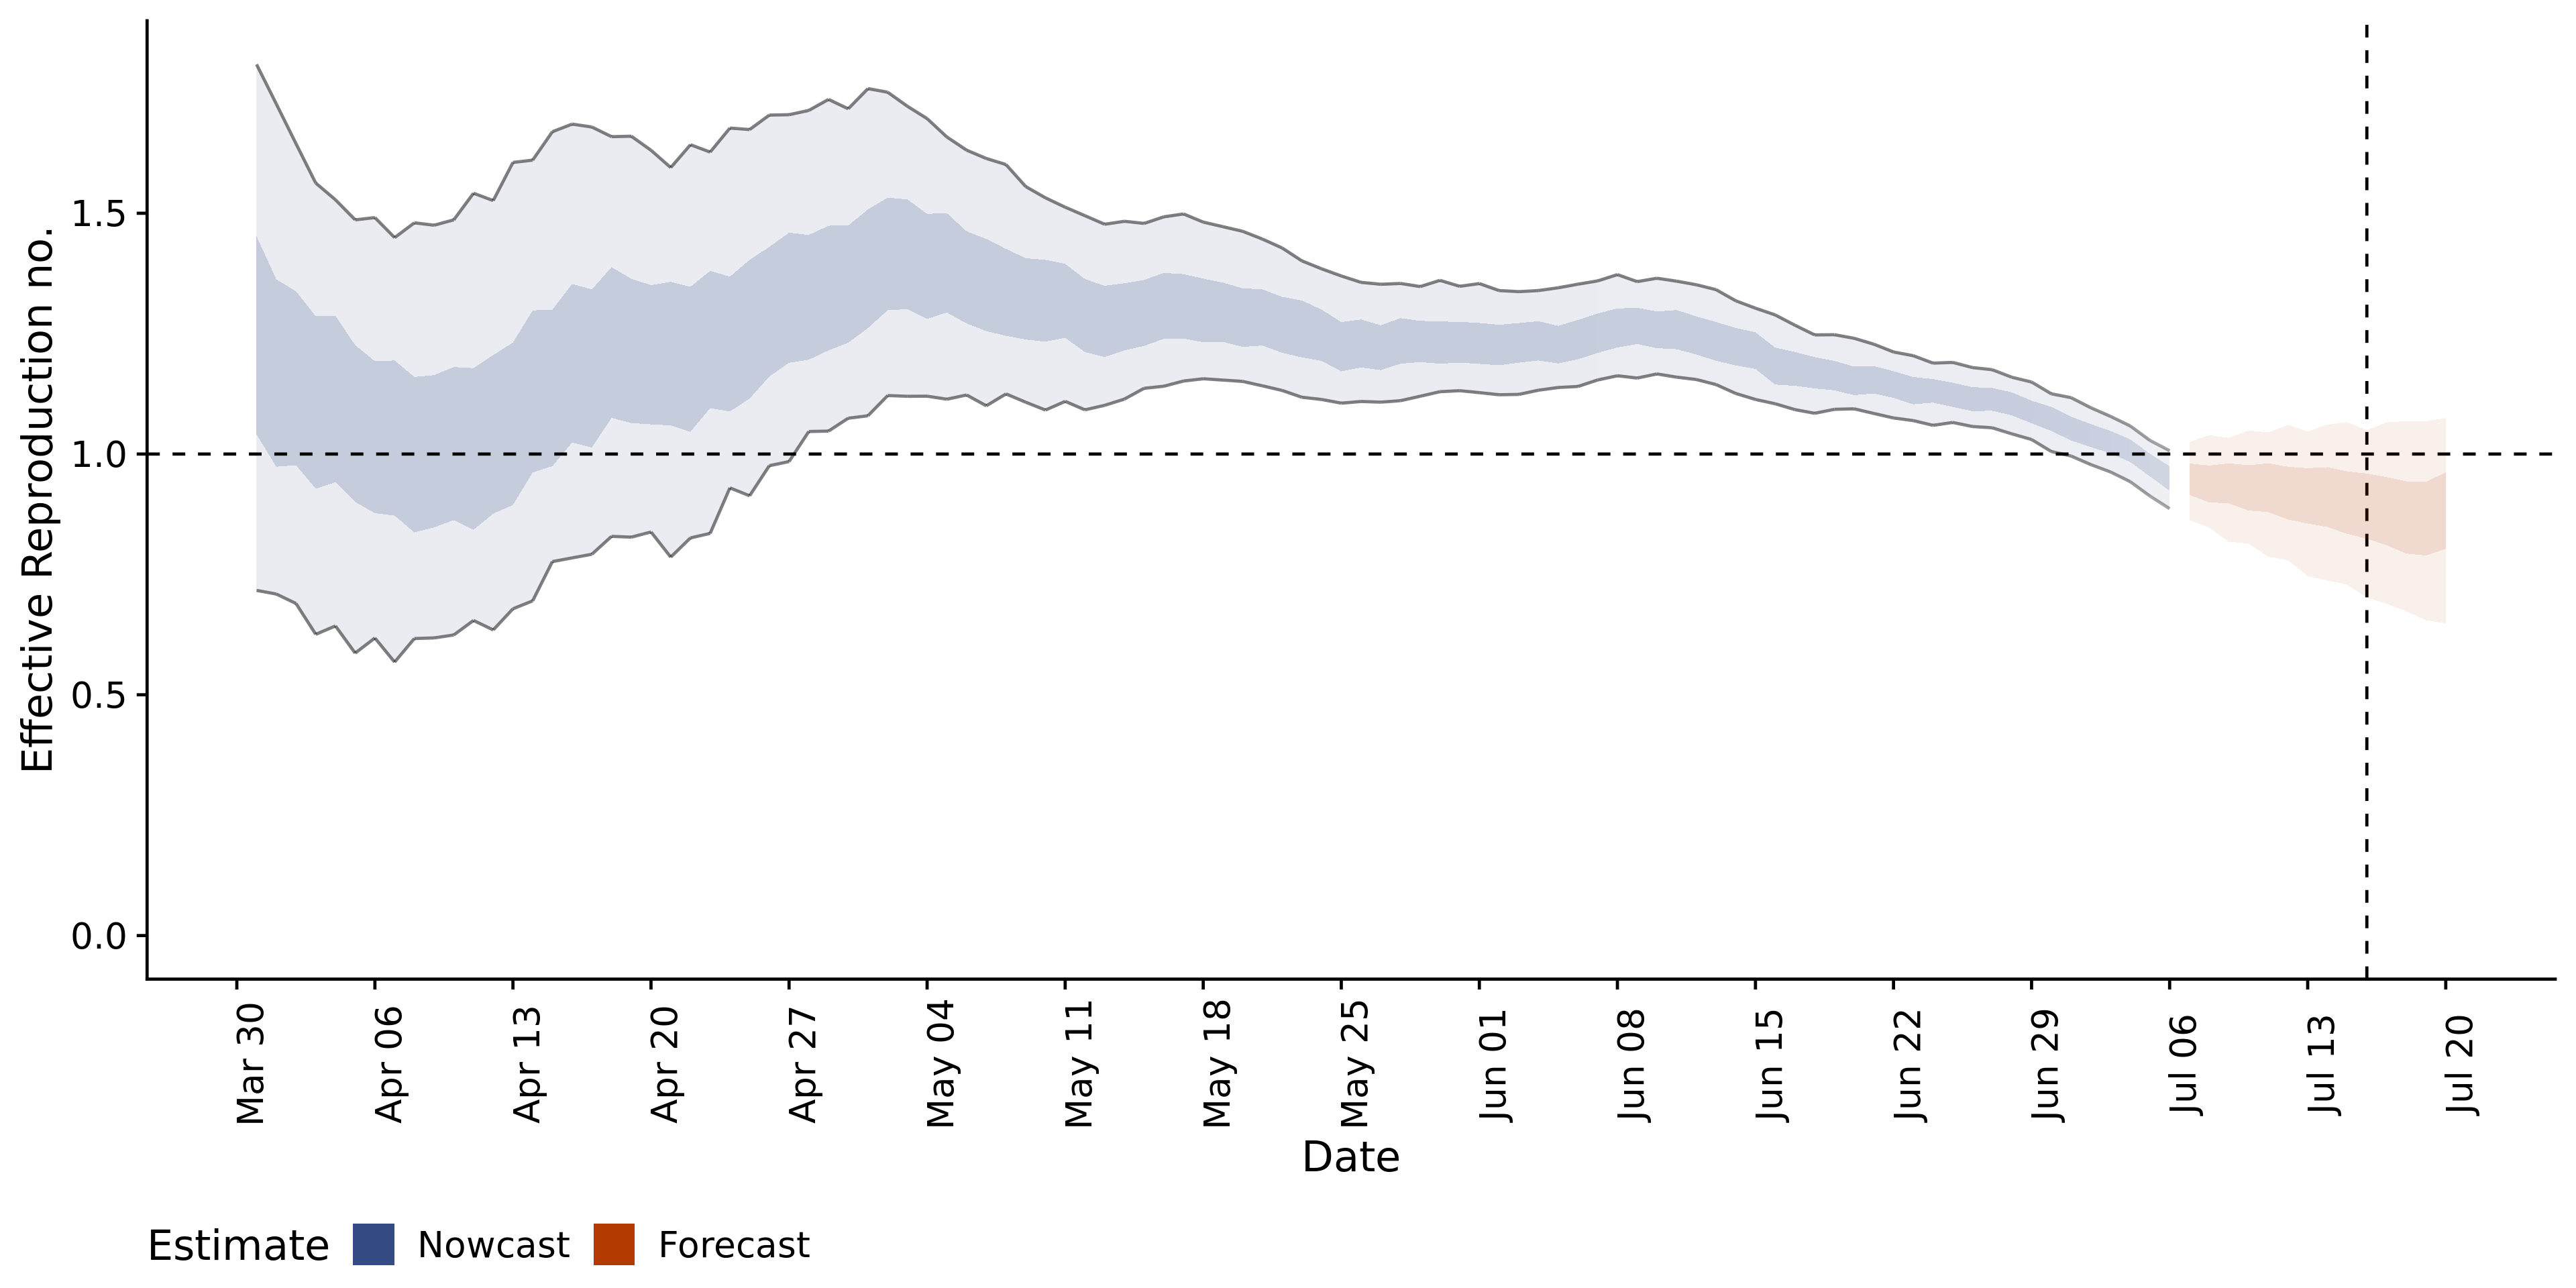 Effective Reproduction no.
1.5
1.0
0.5
0.0
Mar 30
Apr 06
Apr 13
Apr 20
Apr 27
May 04
May 11
May 18
May 25
Jun 01
Jun 08
Jun 15
Jun 22
Jun 29
Jul 06
Jul 13
Jul 20
Date
Estimate Nowcast Forecast